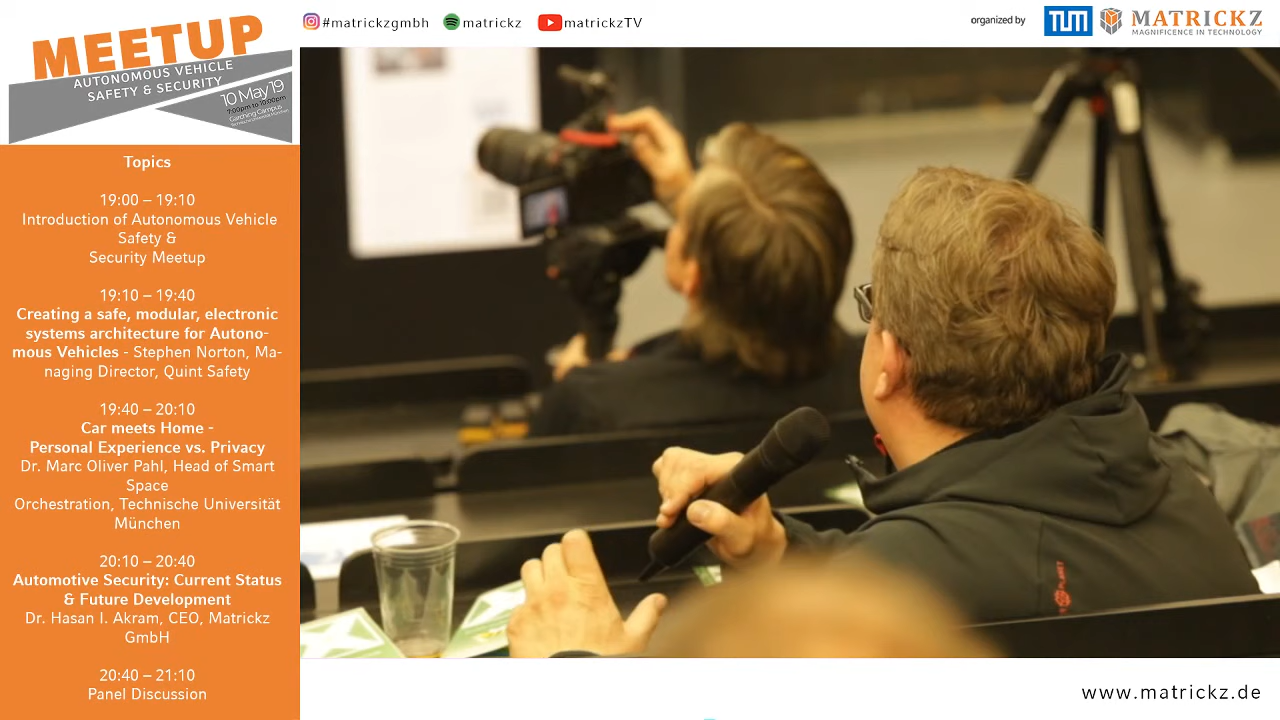 MEETUP
AUTONOMOUS VEHICLE
SAFETY & SECURITY
10 May 19
7:00pm to 10:00pm
Garching Campus
#matrickzgmbh
matrickz
matrickzTV
organized by
TUM
MATRICKZ
MAGNIFICENCE IN TECHNOLOGY
Topics
19:00 – 19:10
Introduction of Autonomous Vehicle
Safety &
Security Meetup
19:10 – 19:40
Creating a safe, modular, electronic
systems architecture for Autono-
mous Vehicles - Stephen Norton, Ma-
naging Director, Quint Safety
19:40 – 20:10
Car meets Home -
Personal Experience vs. Privacy
Dr. Marc Oliver Pahl, Head of Smart
Space
Orchestration, Technische Universität
München
20:10 – 20:40
Automotive Security: Current Status
& Future Development
Dr. Hasan I. Akram, CEO, Matrickz
GmbH
20:40 – 21:10
Panel Discussion
PLANET
www.matrickz.de